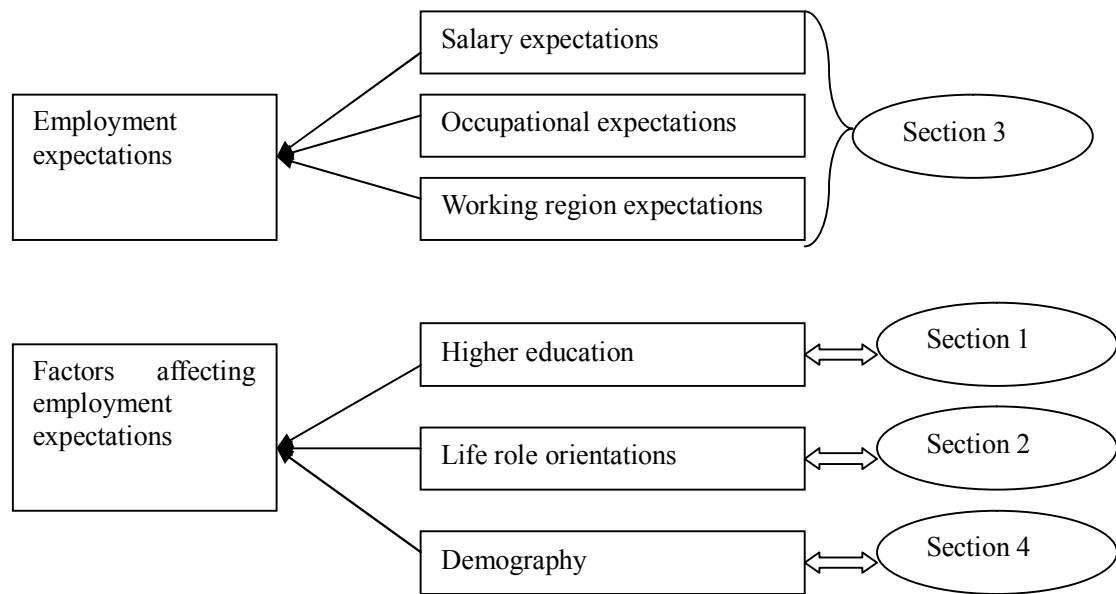 Salary expectations
Employment
expectations
Occupational expectations
Section 3
Working region expectations
Higher education
Section 1
Factors affecting
employment
expectations
Life role orientations
Section 2
Demography
Section 4